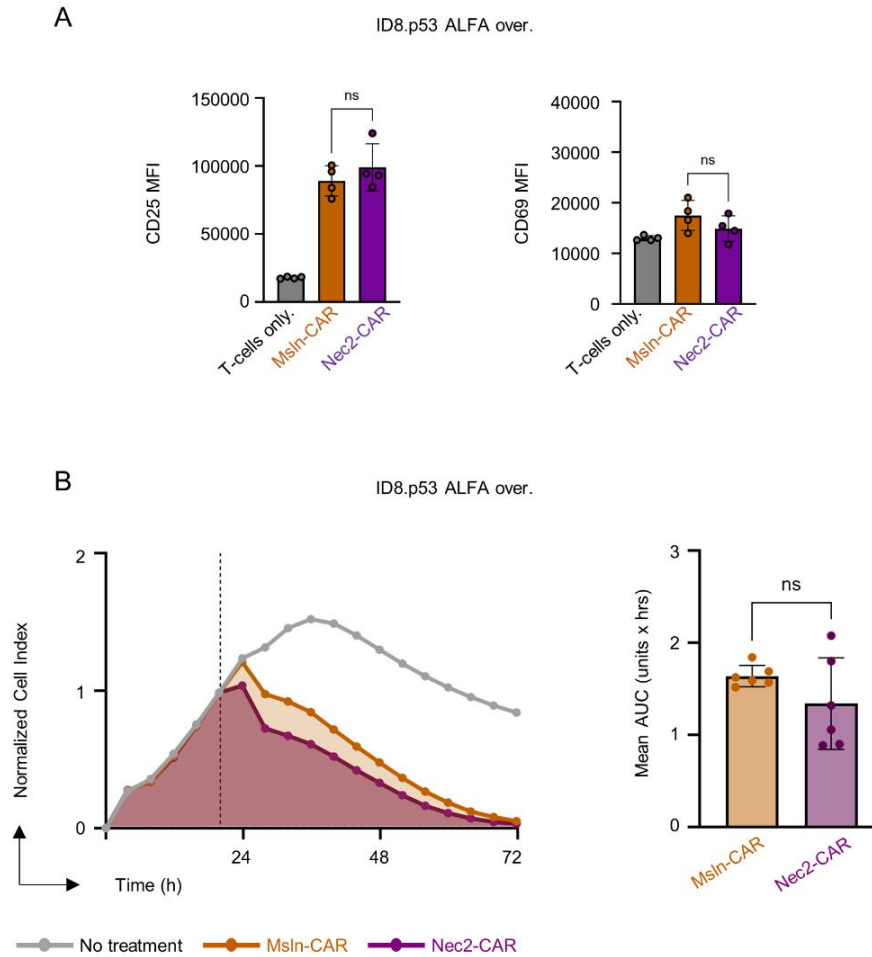 A
ID8.p53 ALFA over.
CD25 MFI
150000
100000
50000
0
ns
T-cells only.
Msln-CAR
Nec2-CAR
CD69 MFI
40000
30000
20000
10000
0
ns
T-cells only.
Msln-CAR
Nec2-CAR
B
ID8.p53 ALFA over.
Normalized Cell Index
2
1
0
24
48
72
Time (h)
Mean AUC (units x hrs)
3
2
1
0
ns
Msln-CAR
Nec2-CAR
No treatment
Msln-CAR
Nec2-CAR